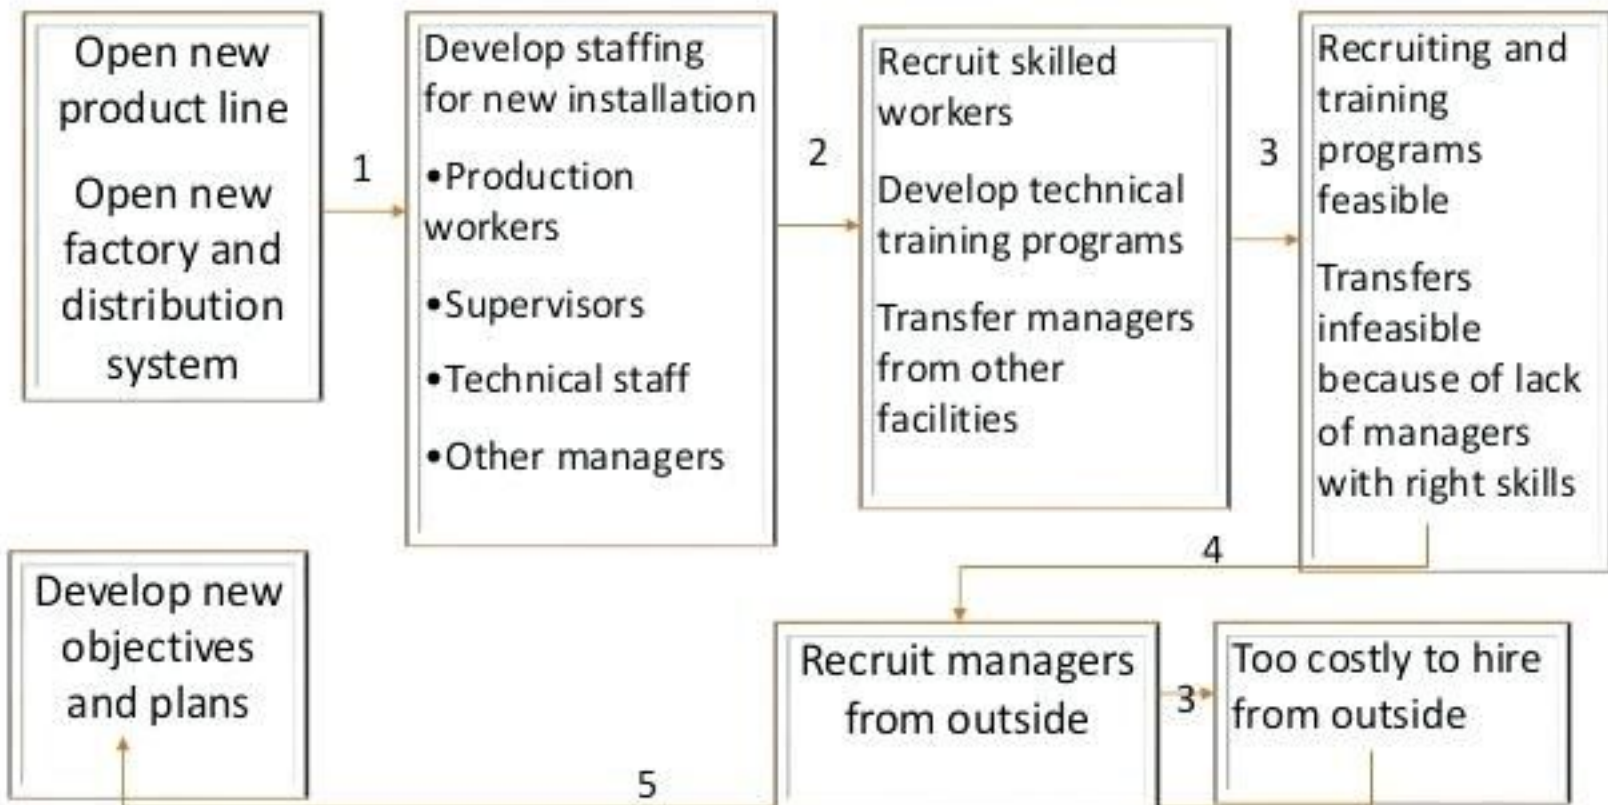 Open new
product line
Open new
factory and
distribution
system
1
Develop staffing
for new installation
•Production
workers
•Supervisors
•Technical staff
•Other managers
2
Recruit skilled
workers
Develop technical
training programs
Transfer managers
from other
facilities
3
Recruiting and
training
programs
feasible
Transfers
infeasible
because of lack
of managers
with right skills
4
Recruit managers
from outside
3
Too costly to hire
from outside
5
Develop new
objectives
and plans